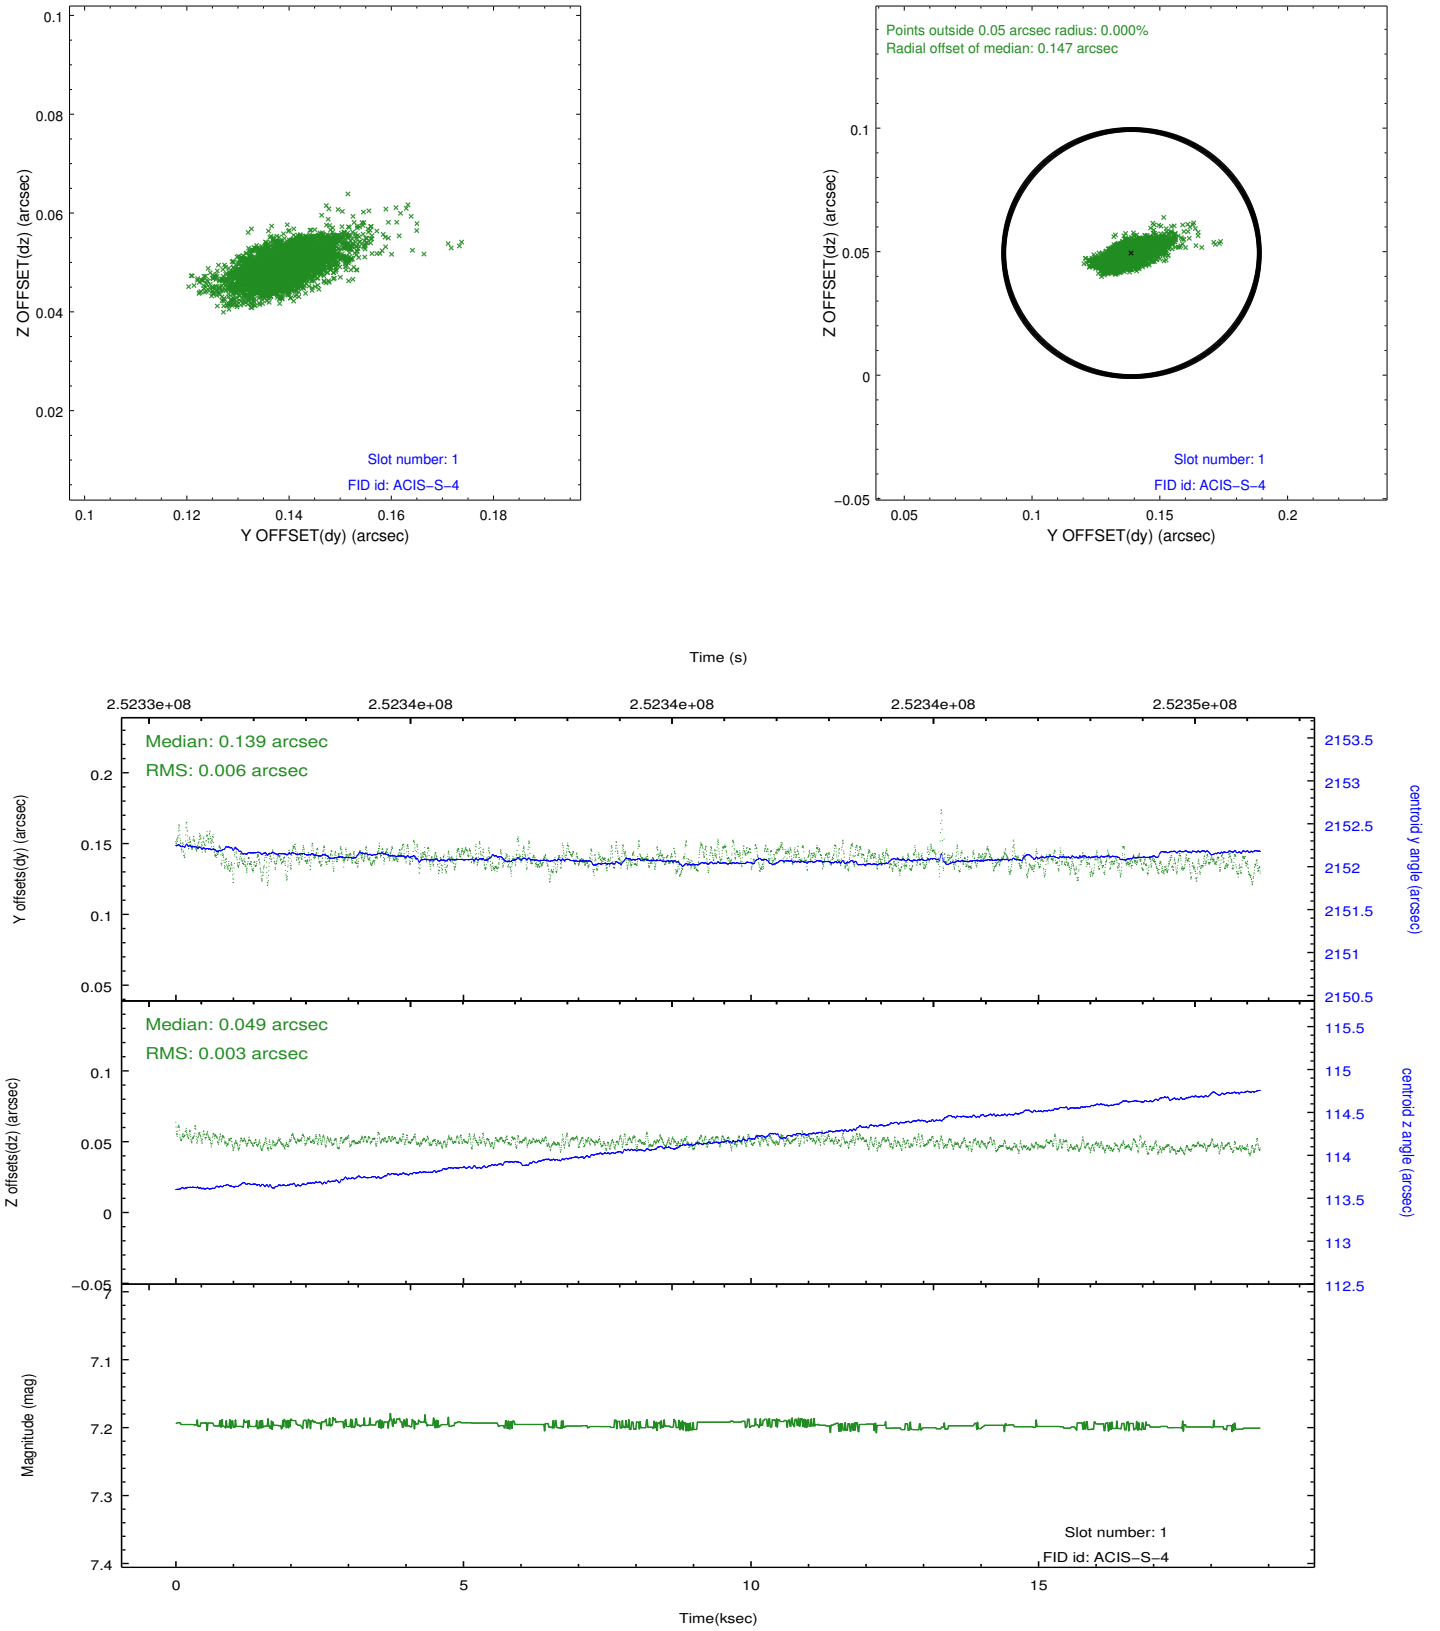 0.1
0.08
0.06
0.04
0.02
Z OFFSET(dz) (arcsec)
Slot number: 1
FID id: ACIS−S−4
0.1 0.12 0.14 0.16 0.18
Y OFFSET(dy) (arcsec)
Points outside 0.05 arcsec radius: 0.000%
Radial offset of median: 0.147 arcsec
0.1
0.05
0
−0.05
Z OFFSET(dz) (arcsec)
Slot number: 1
FID id: ACIS−S−4
0.05 0.1 0.15 0.2
Y OFFSET(dy) (arcsec)
Time (s)
2.5233e+08 2.5234e+08 2.5234e+08 2.5234e+08 2.5235e+08
Median: 0.139 arcsec
RMS: 0.006 arcsec
0.2
0.15
0.1
0.05
Y offsets(dy) (arcsec)
2153.5
2153
2152.5
2152
2151.5
2151
2150.5
centroid y angle (arcsec)
Median: 0.049 arcsec
RMS: 0.003 arcsec
0.1
0.05
0
−0.05
Z offsets(dz) (arcsec)
115.5
115
114.5
114
113.5
113
112.5
centroid z angle (arcsec)
7
7.1
7.2
7.3
7.4
Magnitude (mag)
Slot number: 1
FID id: ACIS−S−4
0 5 10 15
Time(ksec)